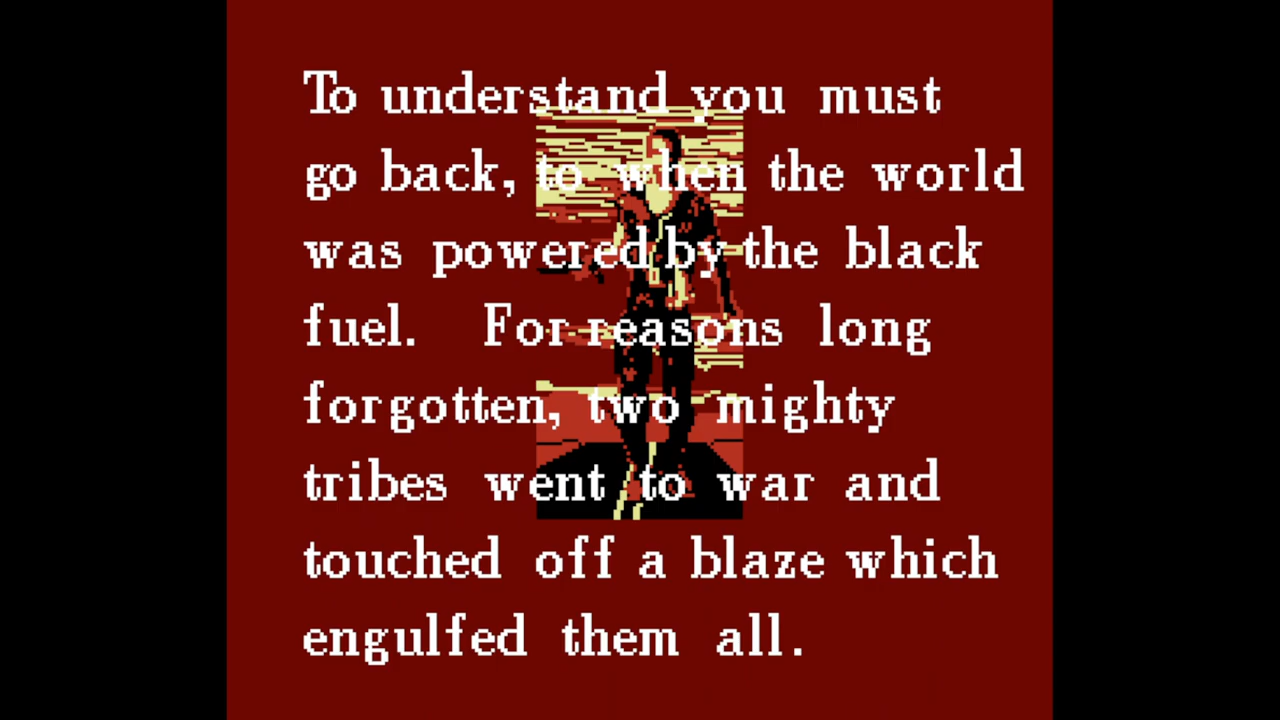 To understand you must
go back, to when the world
was powered by the black
fuel. For reasons long
forgotten, two mighty
tribes went to war and
touched off a blaze which
engulfed them all.